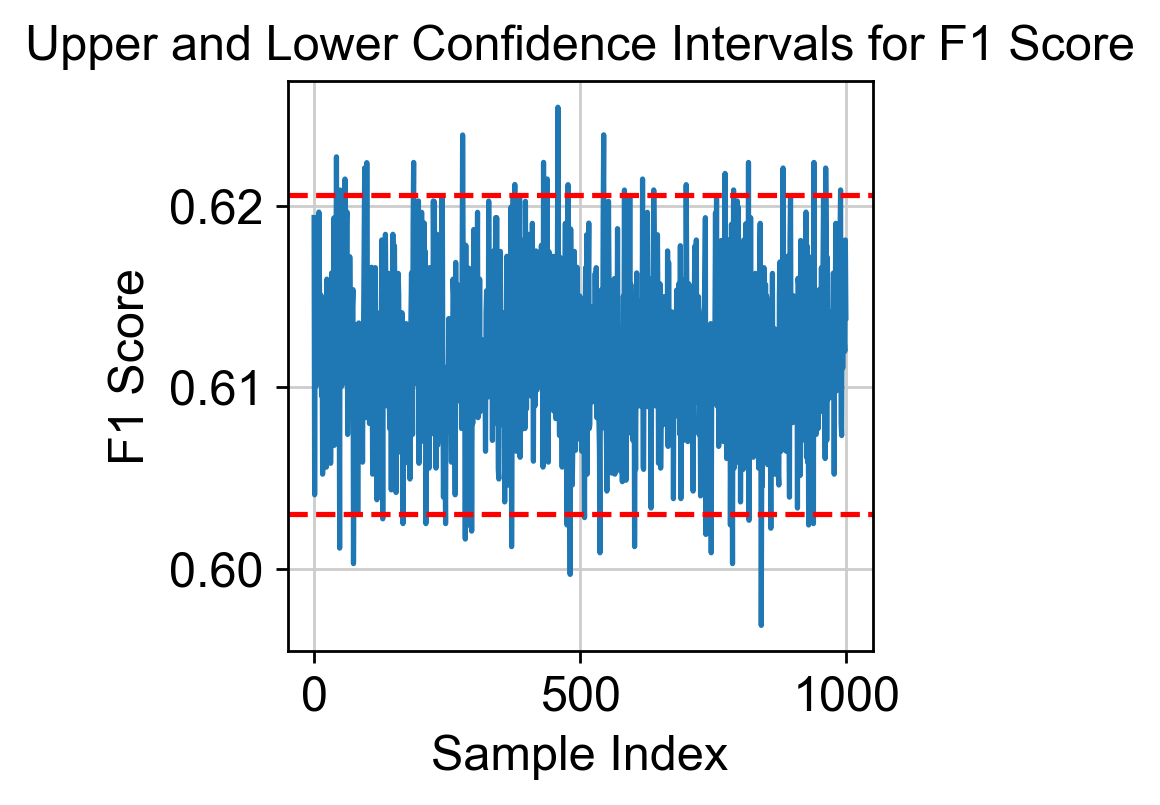 Upper and Lower Confidence Intervals for F1 Score
0.62
0.61
0.60
F1 Score
0
500
1000
Sample Index